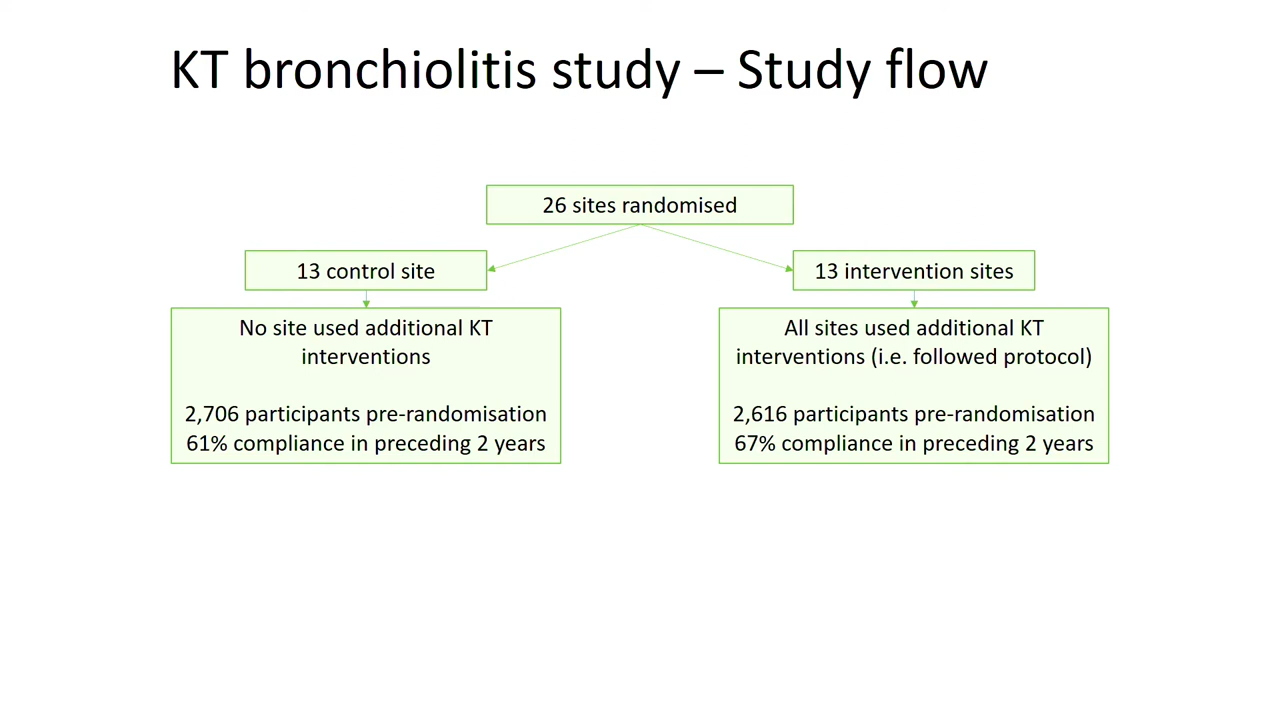 KT bronchiolitis study – Study flow
26 sites randomised
13 control site
13 intervention sites
No site used additional KT
interventions
2,706 participants pre-randomisation
61% compliance in preceding 2 years
All sites used additional KT
interventions (i.e. followed protocol)
2,616 participants pre-randomisation
67% compliance in preceding 2 years